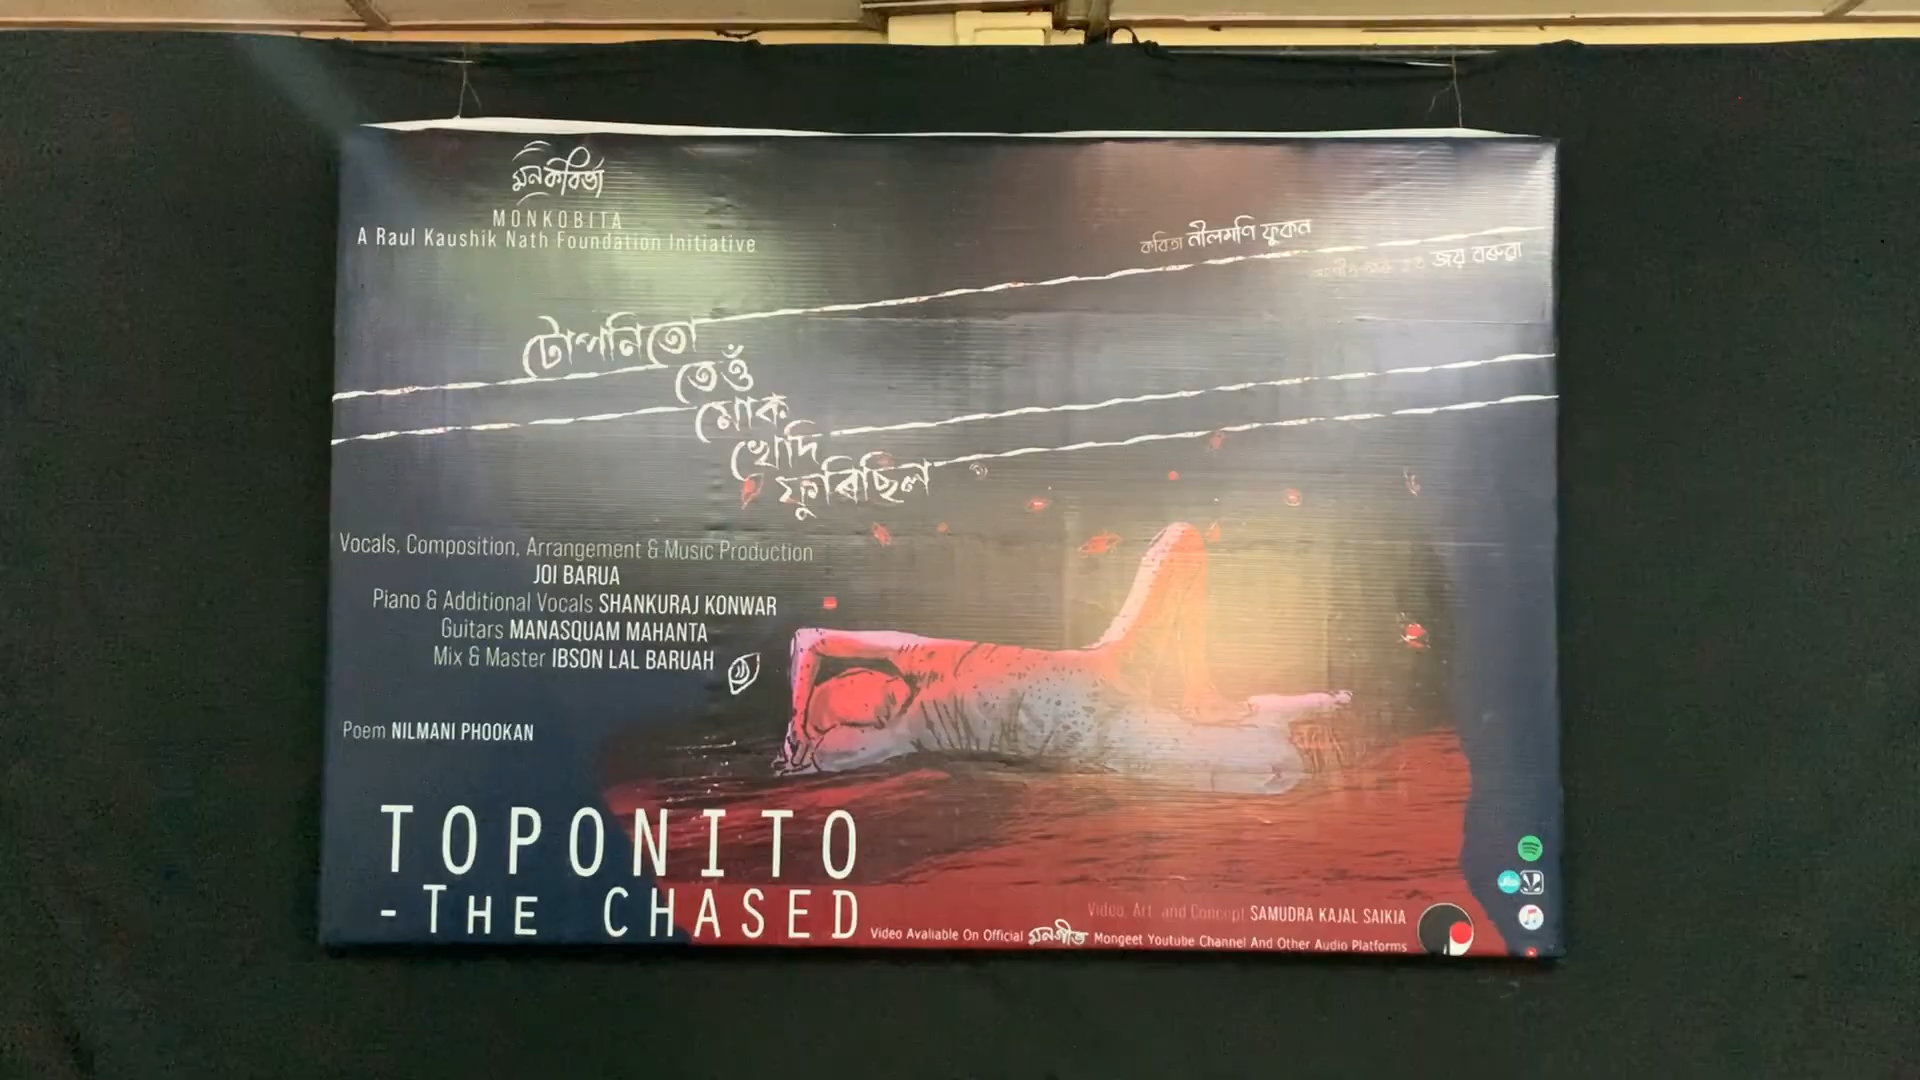 মনকবিতা
MONKOBITA
A Raul Kaushik Nath Foundation Initiative
কবিতা নীলমণি ফুকন
জয় বৰুৱা
টোপনিতো
তেওঁ
মোক
খেদি
ফুৰিছিল
Vocals, Composition, Arrangement & Music Production
JOI BARUA
Piano & Additional Vocals SHANKURAJ KONWAR
Guitars MANASQUAM MAHANTA
Mix & Master IBSON LAL BARUAH
Poem NILMANI PHOOKAN
TOPONITO
- THE CHASED
Video, Art and Concept SAMUDRA KAJAL SAIKIA
Video Avaliable On Official মনগীত Mongeet Youtube Channel And Other Audio Platforms